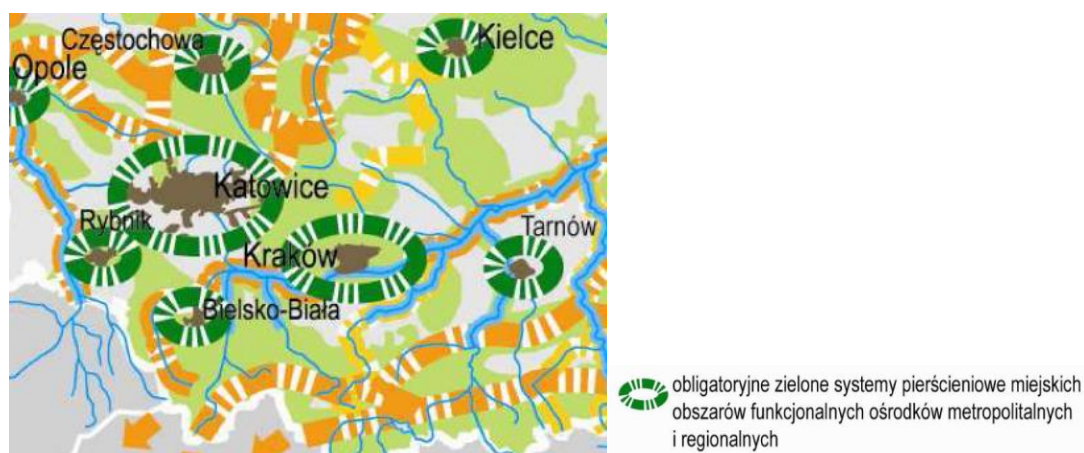 Częstochowa
Kielce
Opole
Katowice
Rybnik
Tarnów
Kraków
Bielsko-Biała
obligatoryjne zielone systemy pierścieniowe miejskich
obszarów funkcjonalnych ośrodków metropolitalnych
i regionalnych